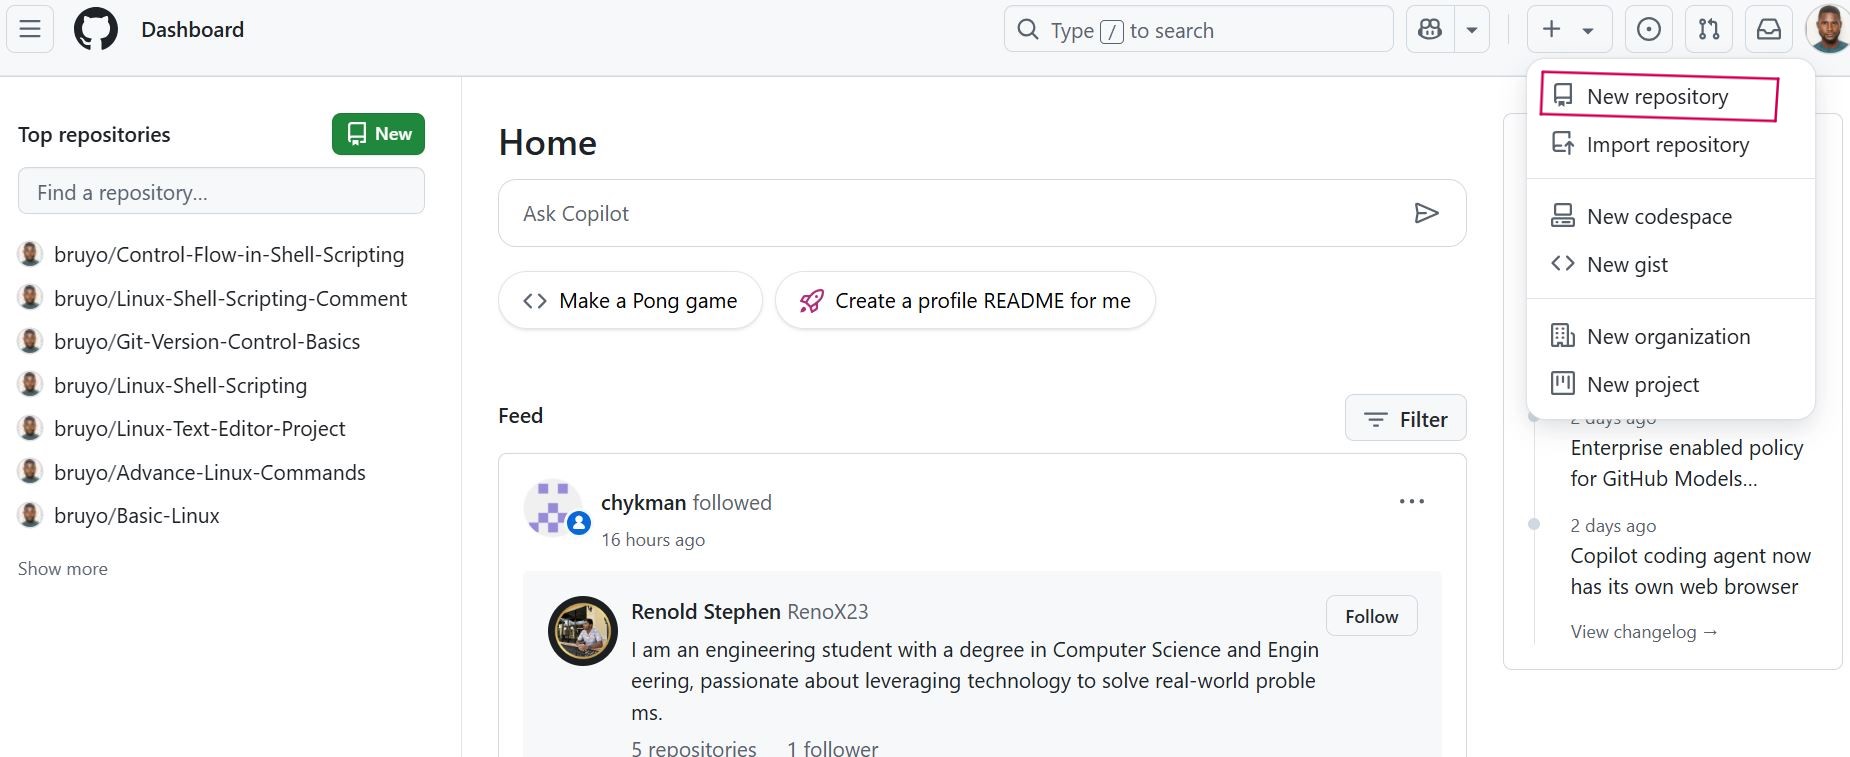 Dashboard
Type / to search
New repository
Import repository
New codespace
New gist
New organization
New project
Top repositories
New
Find a repository...
bruyo/Control-Flow-in-Shell-Scripting
bruyo/Linux-Shell-Scripting-Comment
bruyo/Git-Version-Control-Basics
bruyo/Linux-Shell-Scripting
bruyo/Linux-Text-Editor-Project
bruyo/Advance-Linux-Commands
bruyo/Basic-Linux
Show more
Home
Ask Copilot
Make a Pong game
Create a profile README for me
Feed
Filter
chykman followed
16 hours ago
Renold Stephen RenoX23
Follow
I am an engineering student with a degree in Computer Science and Engin
eering, passionate about leveraging technology to solve real-world proble
ms.
5 repositories 1 follower
2 days ago
Enterprise enabled policy
for GitHub Models...
2 days ago
Copilot coding agent now
has its own web browser
View changelog →